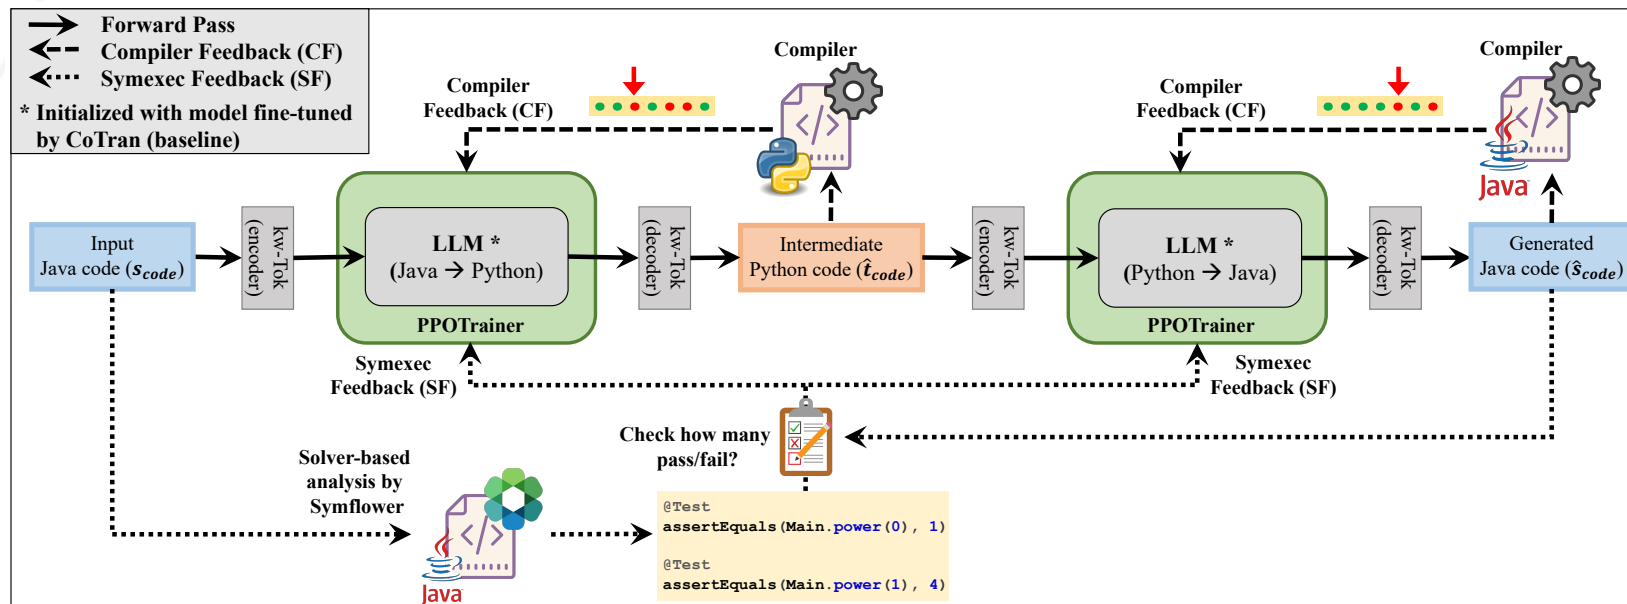 Forward Pass
Compiler Feedback (CF)
Symexec Feedback (SF)
* Initialized with model fine-tuned
by CoTran (baseline)
Compiler
Feedback (CF)
Compiler
</>
Compiler
Feedback (CF)
Compiler
</>
Java
Input
Java code (s_code)
kw-Tok
(encoder)
LLM *
(Java → Python)
PPOTrainer
kw-Tok
(decoder)
Intermediate
Python code (t̂_code)
kw-Tok
(encoder)
LLM *
(Python → Java)
PPOTrainer
kw-Tok
(decoder)
Generated
Java code (ŝ_code)
Symexec
Feedback (SF)
Symexec
Feedback (SF)
Check how many
pass/fail?
Solver-based
analysis by
Symflower
</>
Java
@Test
assertEquals(Main.power(0), 1)
@Test
assertEquals(Main.power(1), 4)